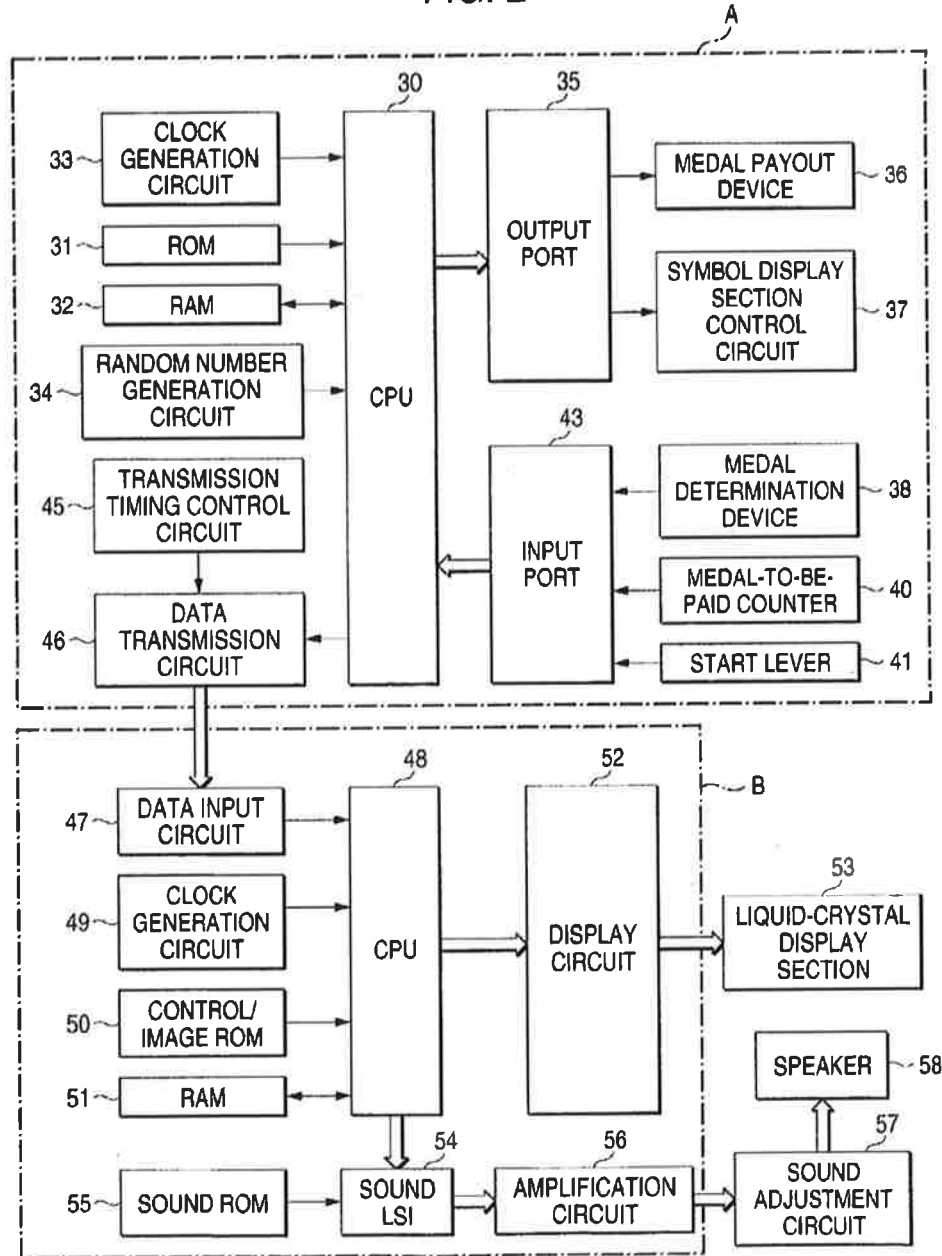 A
30
35
33
CLOCK
GENERATION
CIRCUIT
31
ROM
32
RAM
34
RANDOM NUMBER
GENERATION
CIRCUIT
CPU
OUTPUT
PORT
MEDAL PAYOUT
DEVICE
36
SYMBOL DISPLAY
SECTION
CONTROL
CIRCUIT
37
43
45
TRANSMISSION
TIMING CONTROL
CIRCUIT
46
DATA
TRANSMISSION
CIRCUIT
INPUT
PORT
MEDAL
DETERMINATION
DEVICE
38
MEDAL-TO-BE-
PAID COUNTER
40
START LEVER
41
B
48
52
47
DATA INPUT
CIRCUIT
49
CLOCK
GENERATION
CIRCUIT
50
CONTROL/
IMAGE ROM
51
RAM
CPU
DISPLAY
CIRCUIT
53
LIQUID-CRYSTAL
DISPLAY
SECTION
SPEAKER
58
55
SOUND ROM
54
SOUND
LSI
56
AMPLIFICATION
CIRCUIT
57
SOUND
ADJUSTMENT
CIRCUIT